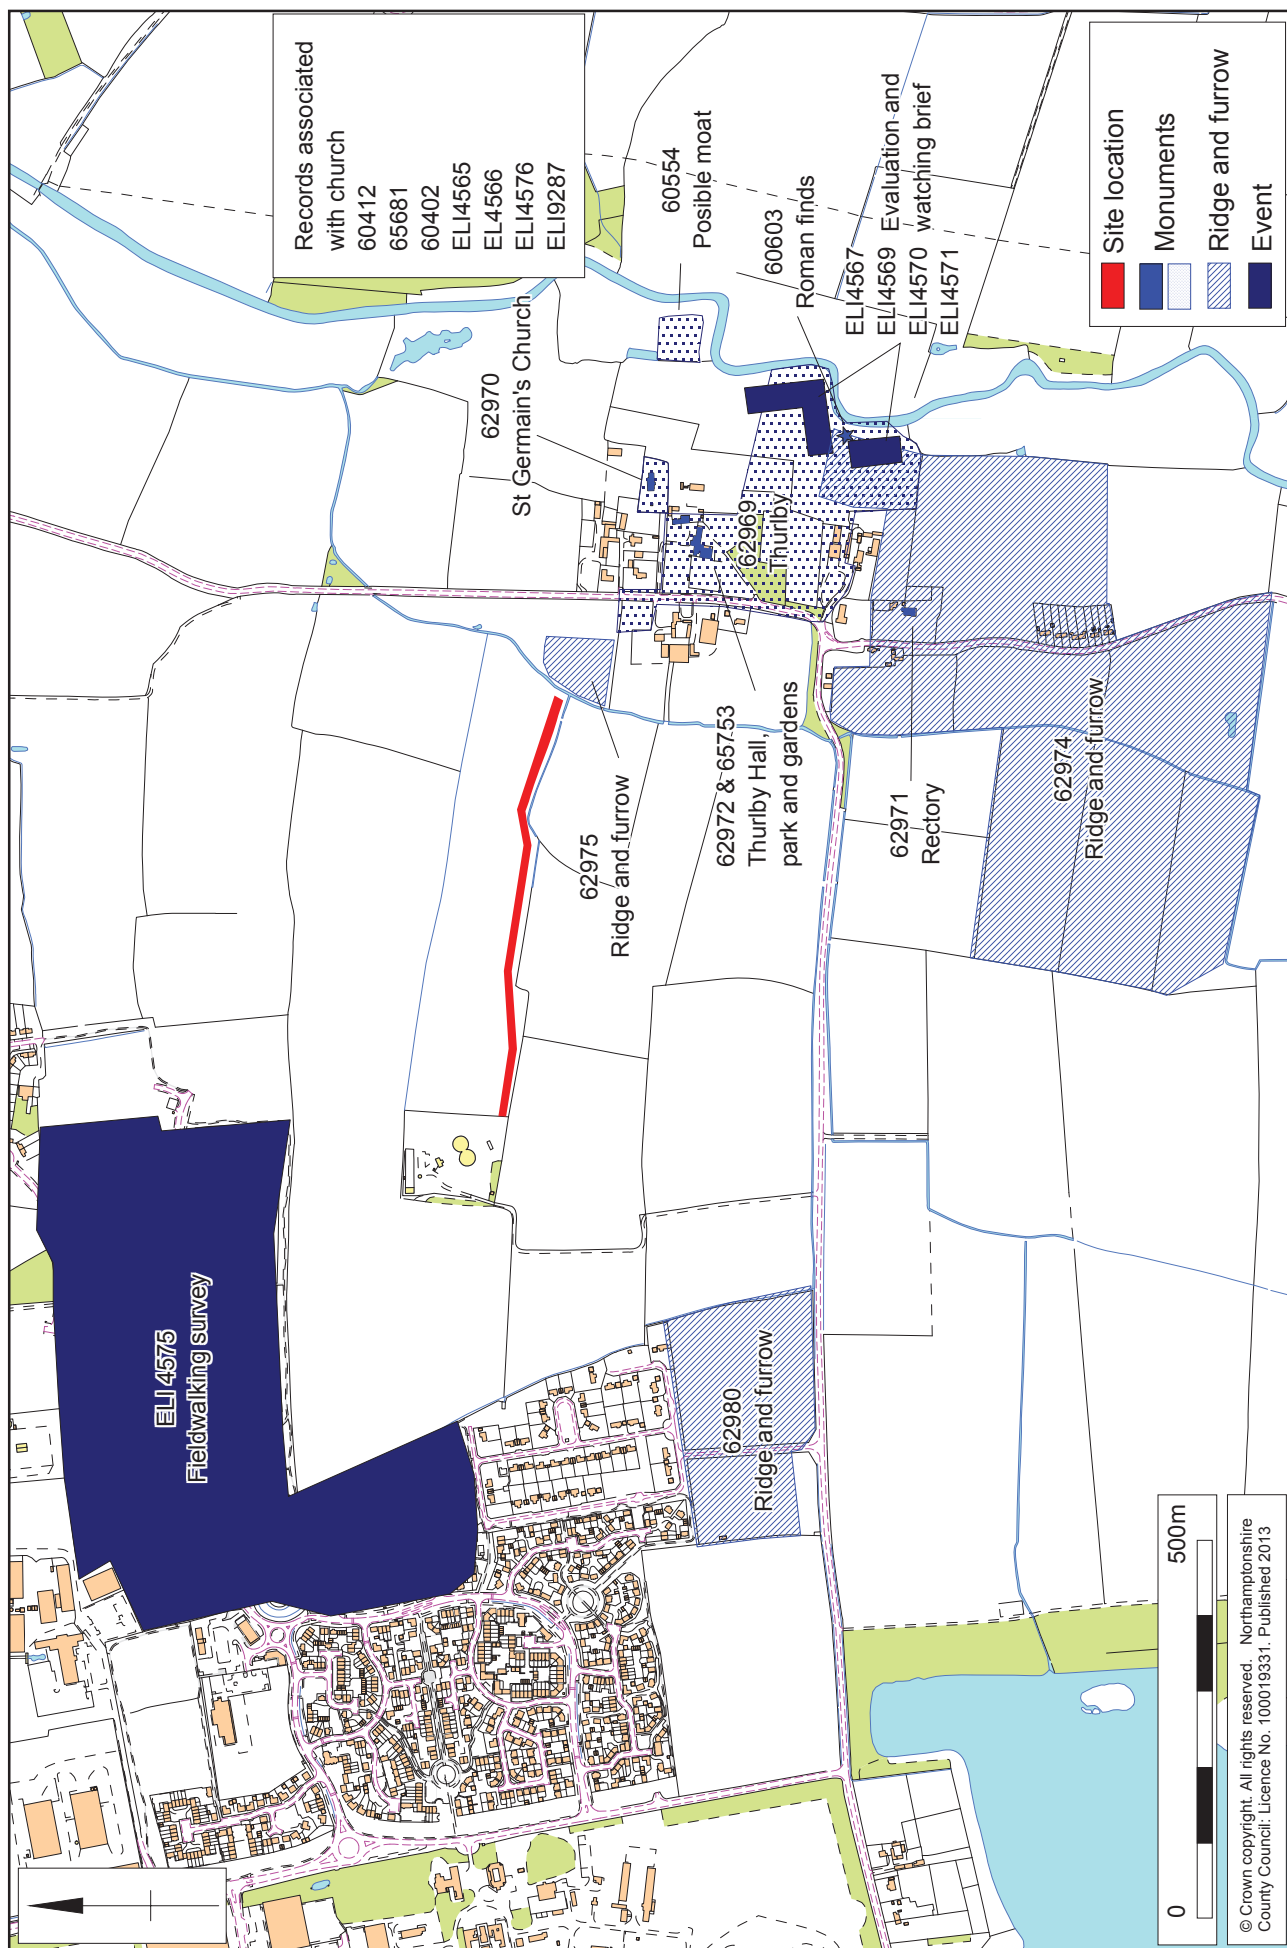 Records associated
with church
60412
65681
60402
ELI4565
EL4566
ELI4576
ELI9287
62970
St Germain's Church
60554
Posible moat
60603
Roman finds
ELI4567
ELI4569
ELI4570
ELI4571
Evaluation and
watching brief
62969
Thurlby
62972 & 65753
Thurlby Hall,
park and gardens
62975
Ridge and furrow
62971
Rectory
62974
Ridge and furrow
62980
Ridge and furrow
ELI 4575
Fieldwalking survey
Site location
Monuments
Ridge and furrow
Event
0 500m
© Crown copyright. All rights reserved. Northamptonshire
County Council: Licence No. 100019331. Published 2013